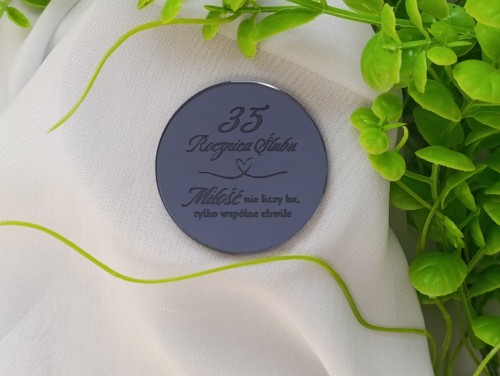 35
Rocznica Ślubu
Miłość nie liczy lat,
tylko wspólne chwile